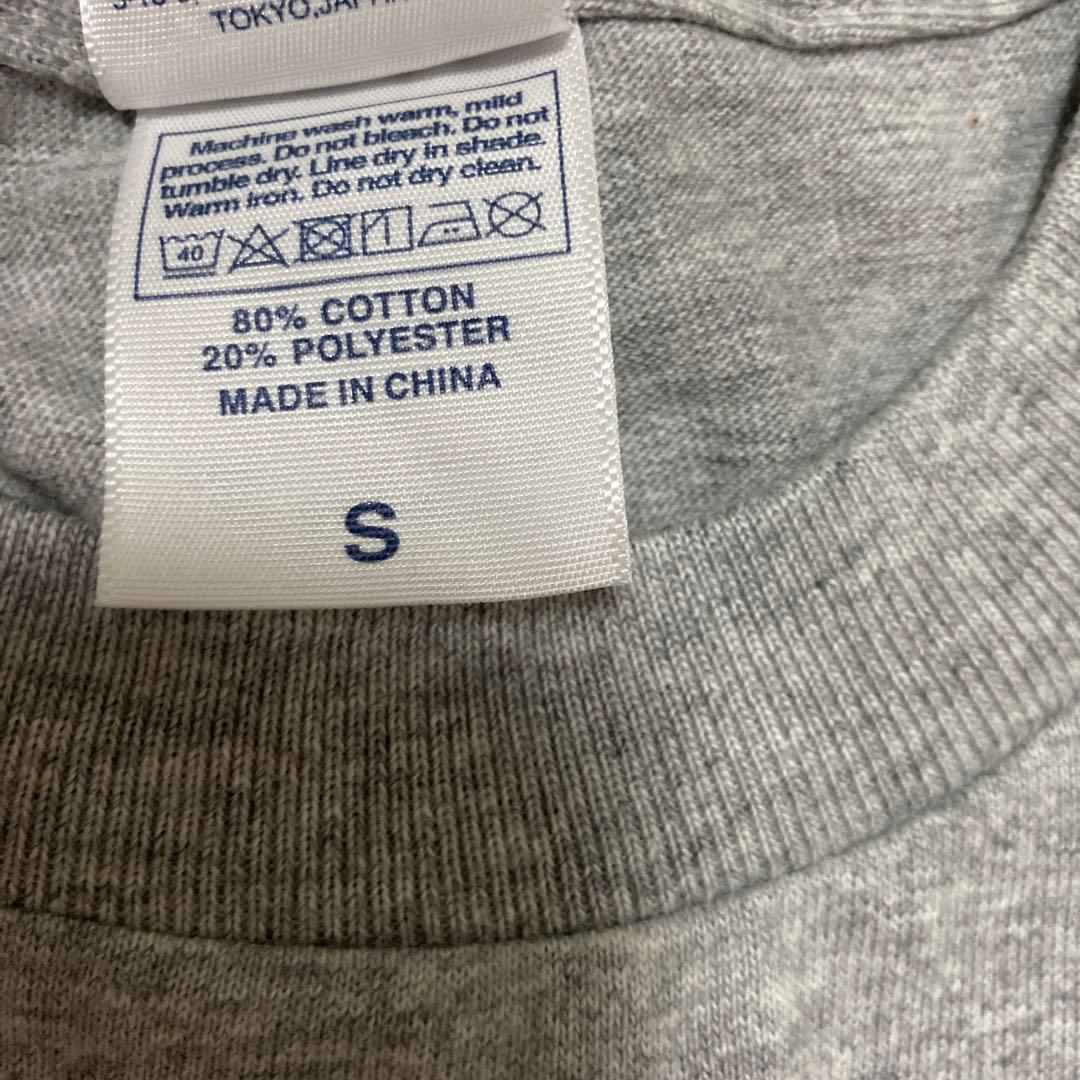 TOKYO, JAPAN
Machine wash warm, mild
process. Do not bleach. Do not
tumble dry. Line dry in shade.
Warm iron. Do not dry clean.
40
80% COTTON
20% POLYESTER
MADE IN CHINA
S